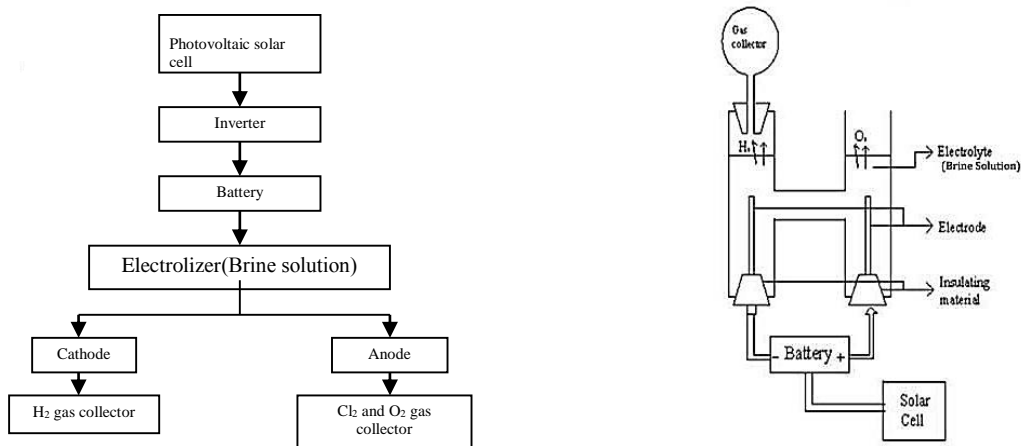 Photovoltaic solar
cell
Inverter
Battery
Electrolizer(Brine solution)
Cathode
Anode
H₂ gas collector
Cl₂ and O₂ gas
collector
Gas
collector
H₂
O₂
Electrolyte
(Brine Solution)
Electrode
Insulating
material
- Battery +
Solar
Cell